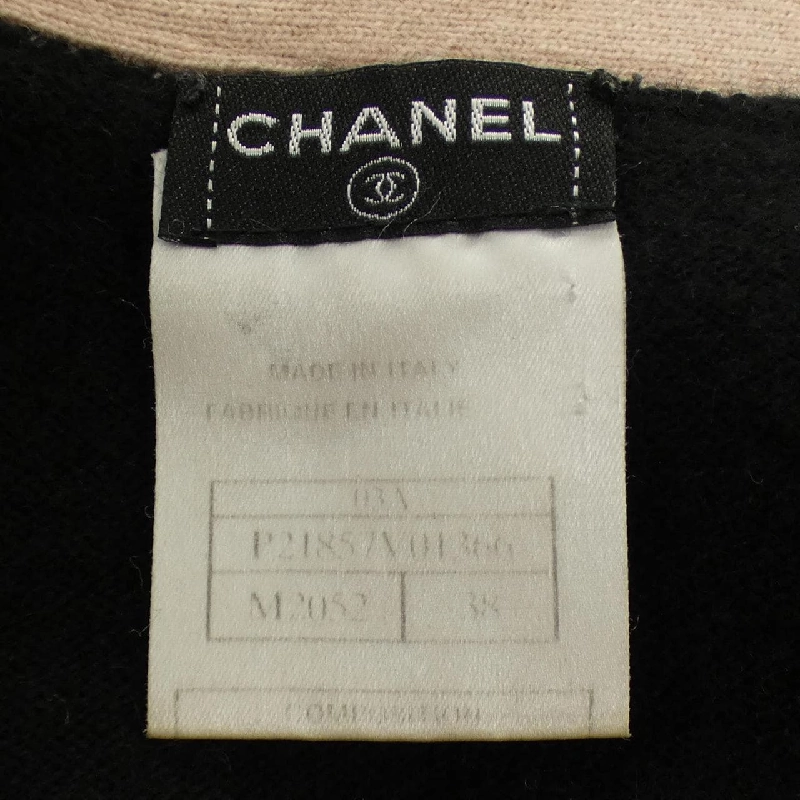 CHANEL
MADE IN ITALY
FABRIQUE EN ITALIE
03A
P21857V01366
M2052 38
COMPOSITION